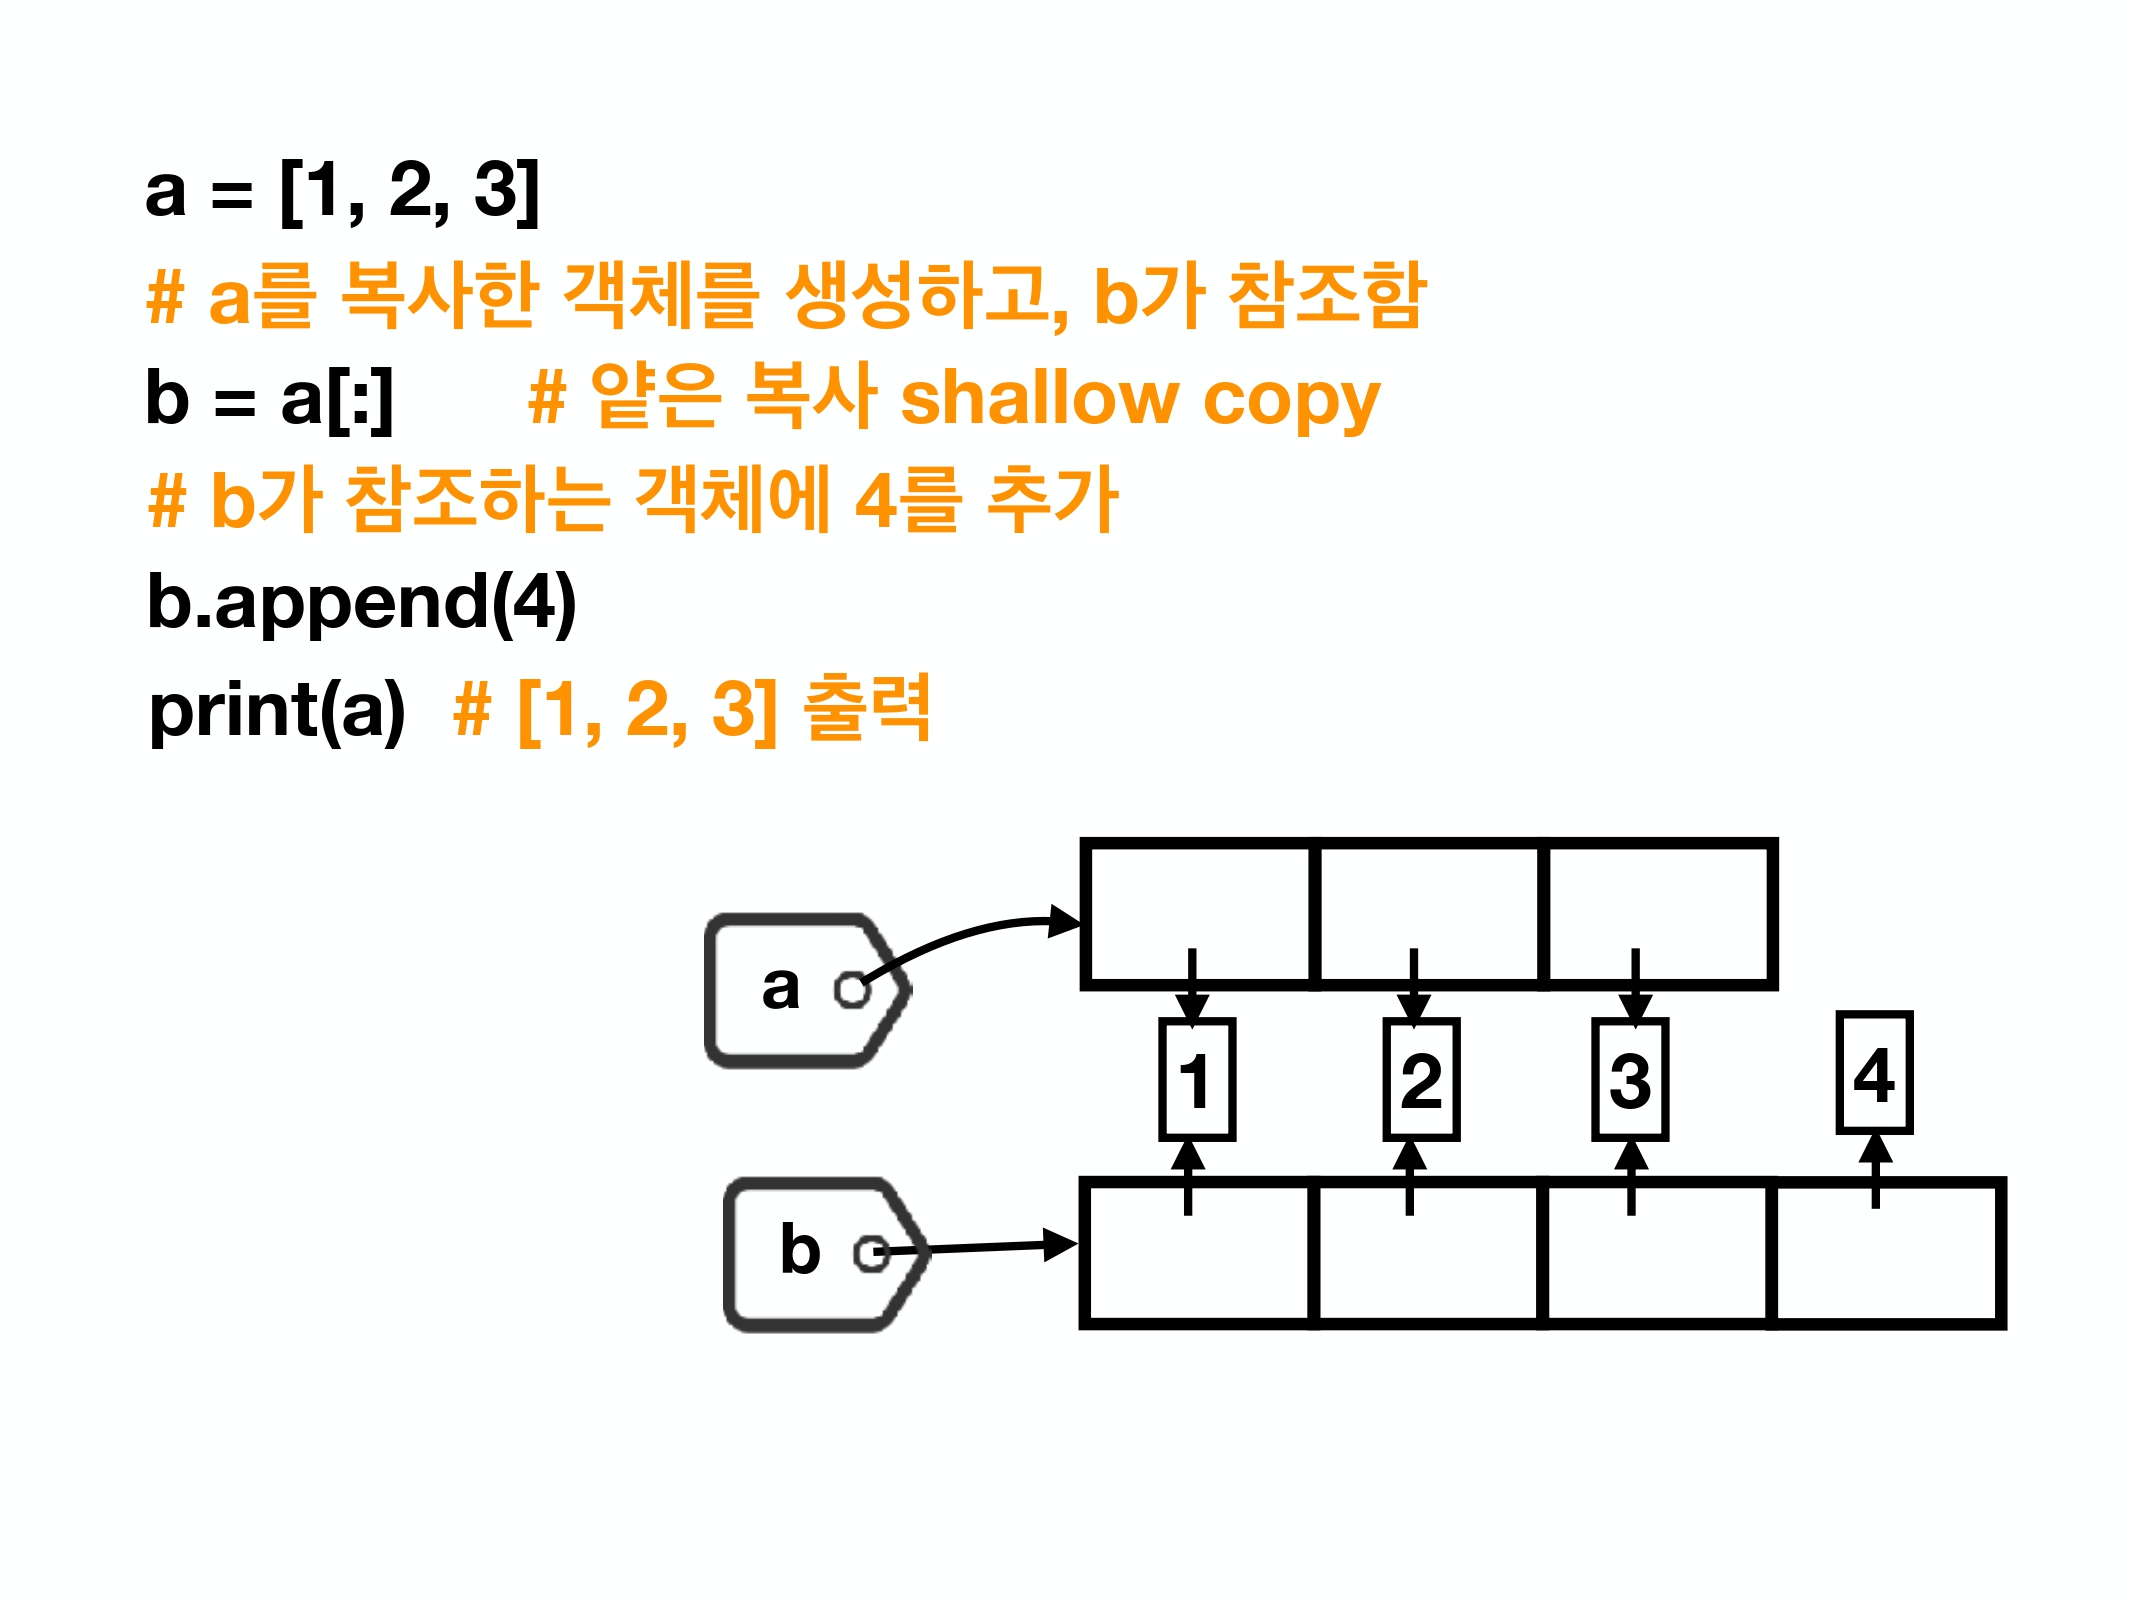 a = [1, 2, 3]
# a를 복사한 객체를 생성하고, b가 참조함
b = a[:] # 얕은 복사 shallow copy
# b가 참조하는 객체에 4를 추가
b.append(4)
print(a) # [1, 2, 3] 출력
a
1 2 3 4
b